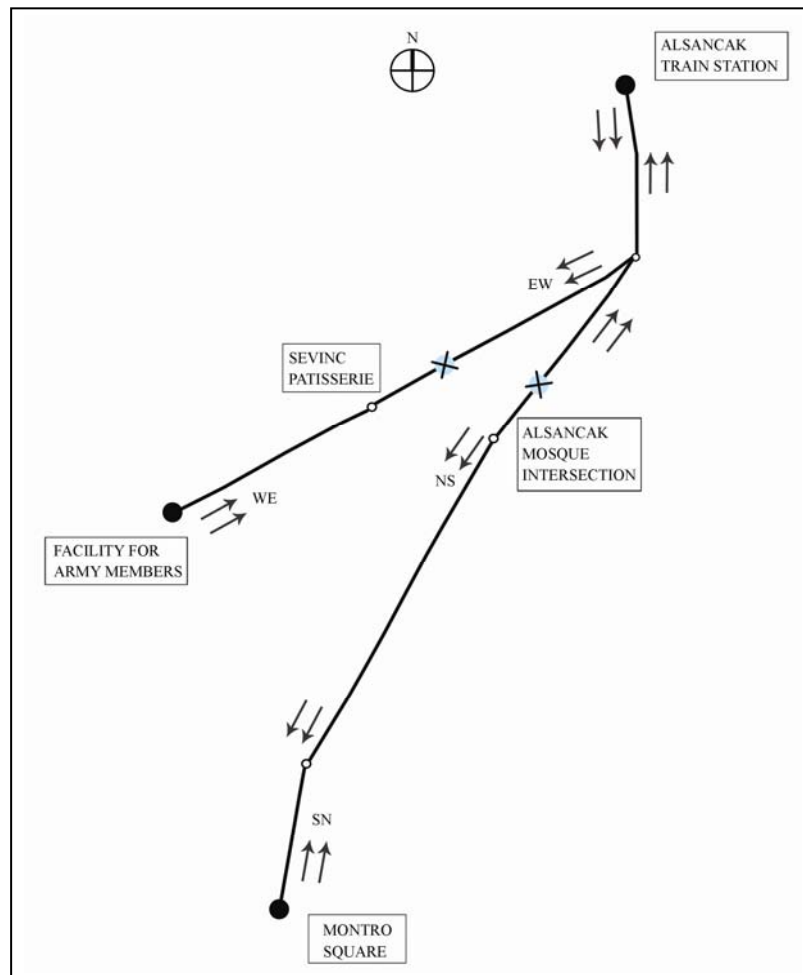 N
ALSANCAK
TRAIN STATION
EW
SEVINC
PATISSERIE
ALSANCAK
MOSQUE
INTERSECTION
NS
WE
FACILITY FOR
ARMY MEMBERS
SN
MONTRO
SQUARE